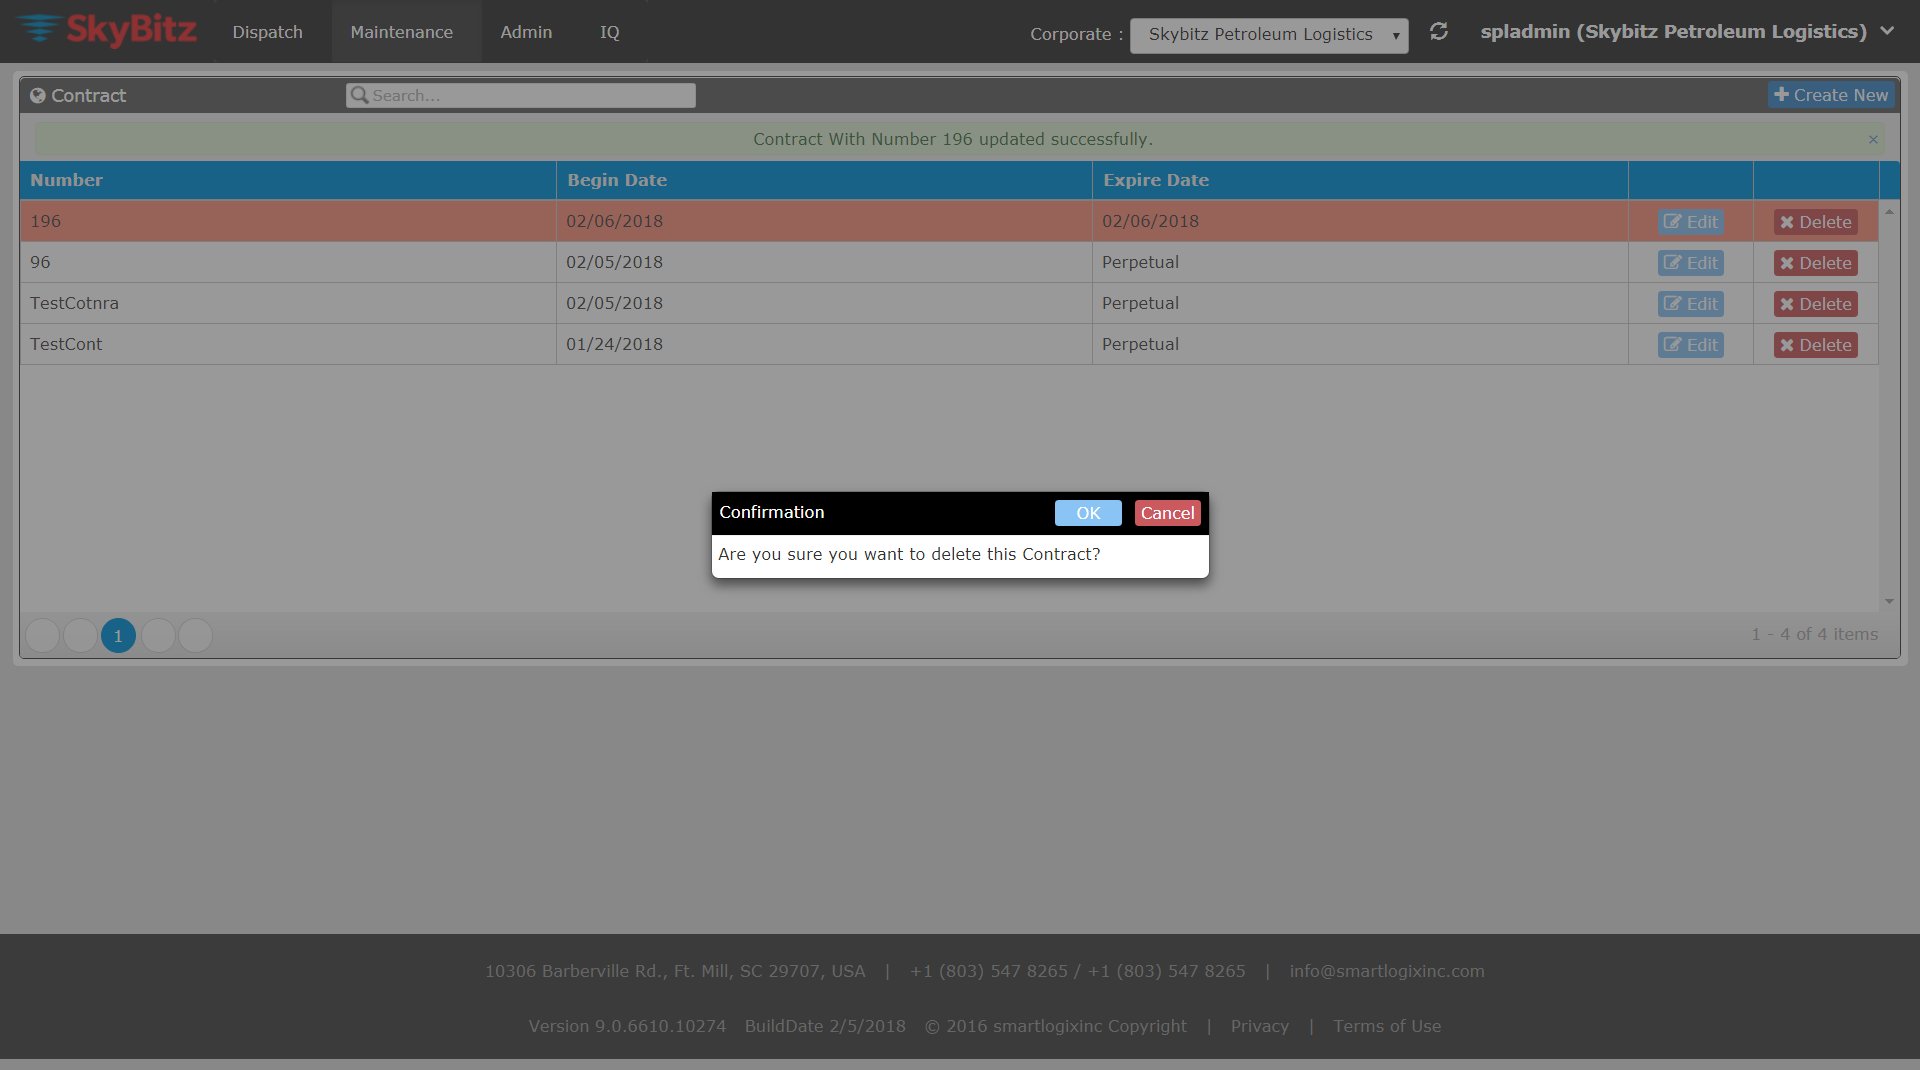 SkyBitz Dispatch Maintenance Admin IQ Corporate : Skybitz Petroleum Logistics spladmin (Skybitz Petroleum Logistics)
Contract Search... Create New
Contract With Number 196 updated successfully. ×
Number Begin Date Expire Date
196 02/06/2018 02/06/2018 Edit Delete
96 02/05/2018 Perpetual Edit Delete
TestCotnra 02/05/2018 Perpetual Edit Delete
TestCont 01/24/2018 Perpetual Edit Delete
Confirmation OK Cancel
Are you sure you want to delete this Contract?
1 1 - 4 of 4 items
10306 Barberville Rd., Ft. Mill, SC 29707, USA | +1 (803) 547 8265 / +1 (803) 547 8265 | info@smartlogixinc.com
Version 9.0.6610.10274 BuildDate 2/5/2018 © 2016 smartlogixinc Copyright | Privacy | Terms of Use